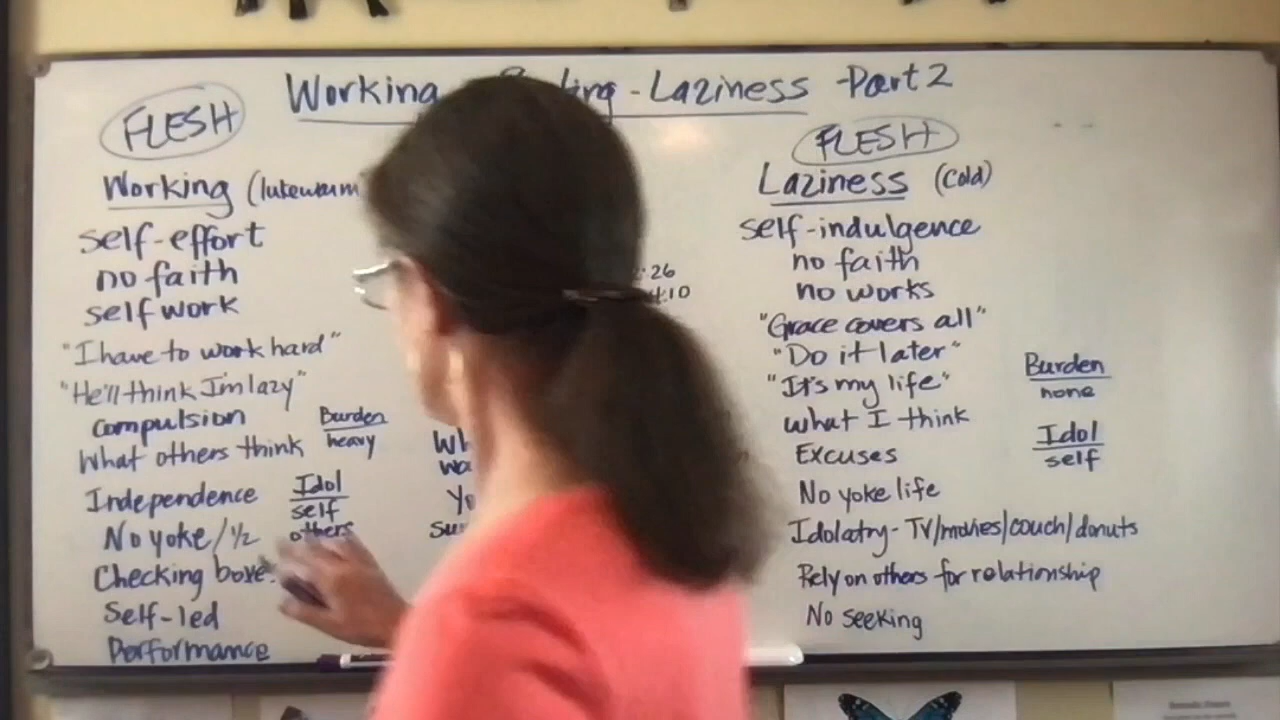 Working - Laziness - Part 2
FLESH
Working (lukewarm
self-effort
no faith
self work
"I have to work hard"
"He'll think I'm lazy"
compulsion
What others think
Burden
heavy
Independence
Idol
self
others
No yoke/½
Checking boxe
Self-led
Performance
:26
4:10
FLESH
Laziness (Cold)
self-indulgence
no faith
no works
"Grace covers all"
"Do it later"
"It's my life"
Burden
none
what I think
Excuses
Idol
self
No yoke life
Idolatry- TV/movies/couch/donuts
Rely on others for relationship
No seeking